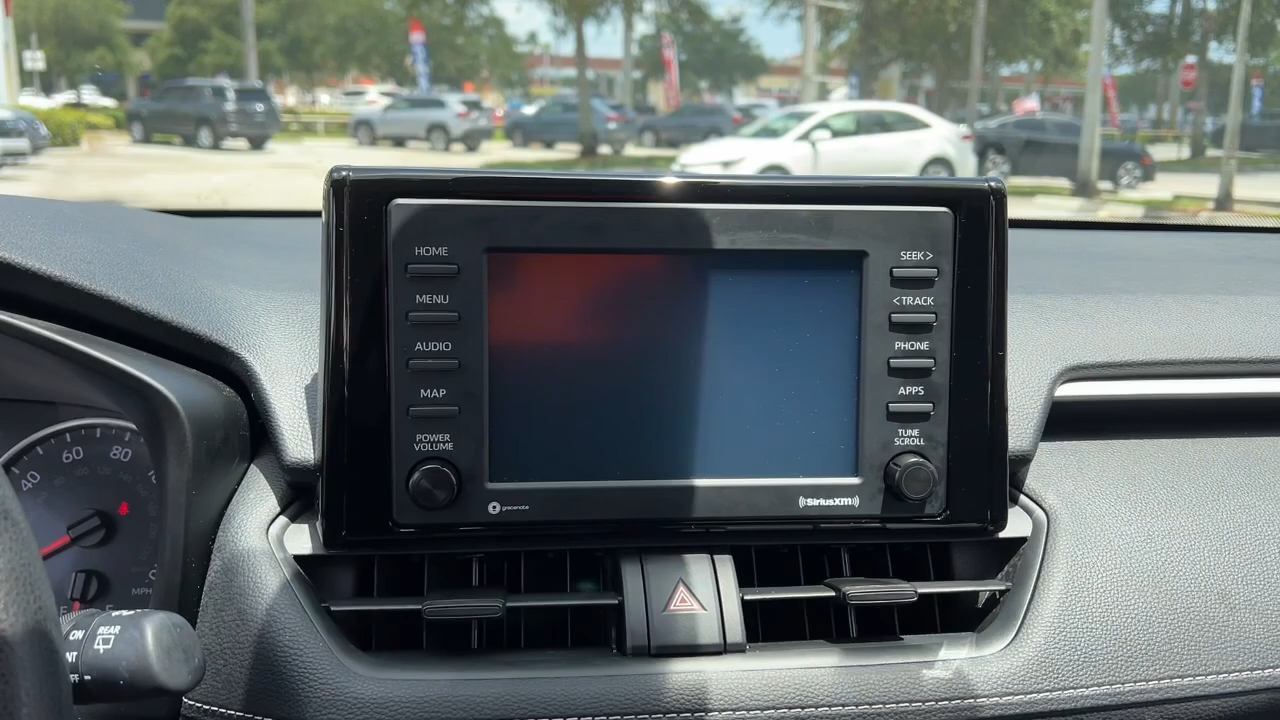 HOME
MENU
AUDIO
MAP
POWER
VOLUME
SEEK >
< TRACK
PHONE
APPS
TUNE
SCROLL
gracenote
((SiriusXM))
40
60
80
MPH
F
REAR
ON